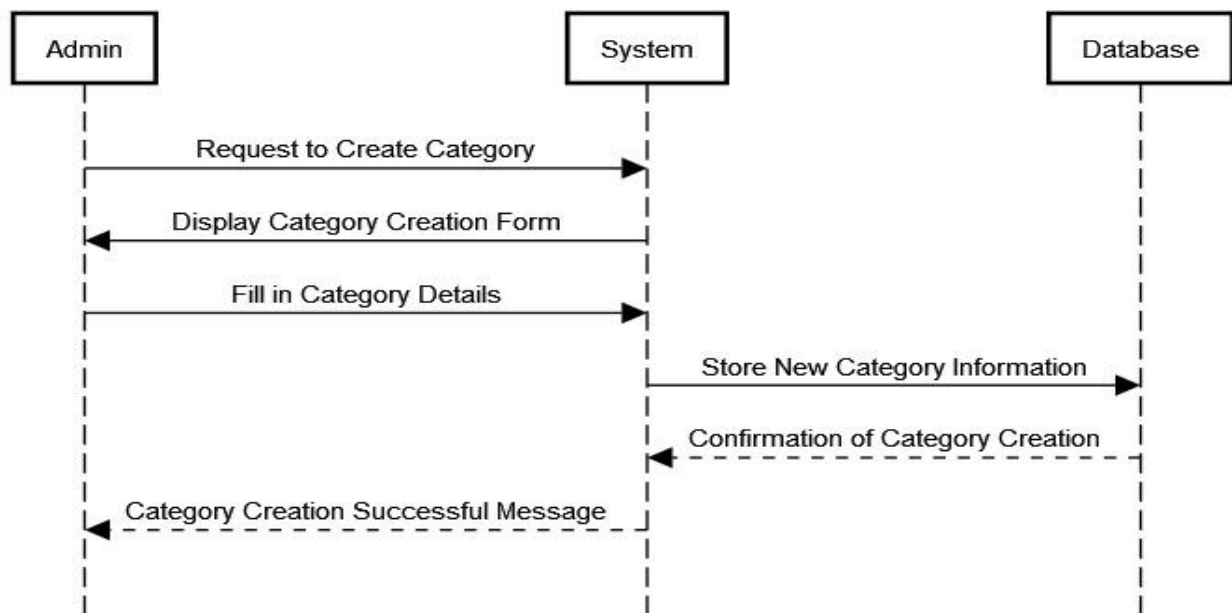 Admin
System
Database
Request to Create Category
Display Category Creation Form
Fill in Category Details
Store New Category Information
Confirmation of Category Creation
Category Creation Successful Message